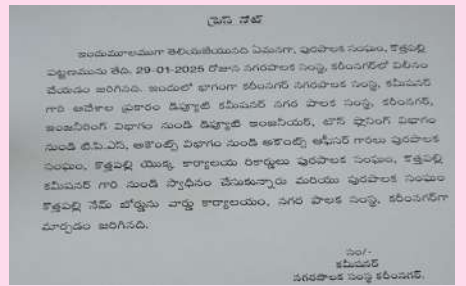 ప్రెస్ నోట్
ఇందుమూలముగా తెలియజేయునది ఏమనగా, పురపాలక సంఘం, కొత్తపల్లి
పట్టణమును తేది. 29-01-2025 రోజున నగరపాలక సంస్థ, కరీంనగర్‌లో విలీనం
చేయడం జరిగినది. ఇందులో భాగంగా కరీంనగర్ నగరపాలక సంస్థ, కమీషనర్
గారి ఆదేశాల ప్రకారం డిప్యూటి కమీషనర్ నగర పాలక సంస్థ, కరీంనగర్,
ఇంజనీరింగ్ విభాగం నుండి డిప్యూటి ఇంజనీయర్, టౌన్ ప్లానింగ్ విభాగం
నుండి టి.పి.ఎస్, అకౌంట్స్ విభాగం నుండి అకౌంట్స్ ఆఫీసర్ గారలు పురపాలక
సంఘం, కొత్తపల్లి యొక్క కార్యాలయ రికార్డులు పురపాలక సంఘం, కొత్తపల్లి
కమీషనర్ గారి నుండి స్వాధీనం చేసుకున్నారు మరియు పురపాలక సంఘం
కొత్తపల్లి నేమ్ బోర్డును వార్డు కార్యాలయం, నగర పాలక సంస్థ, కరీంనగర్‌గా
మార్చడం జరిగినది.
సం/-
కమీషనర్
నగరపాలక సంస్థ కరీంనగర్.